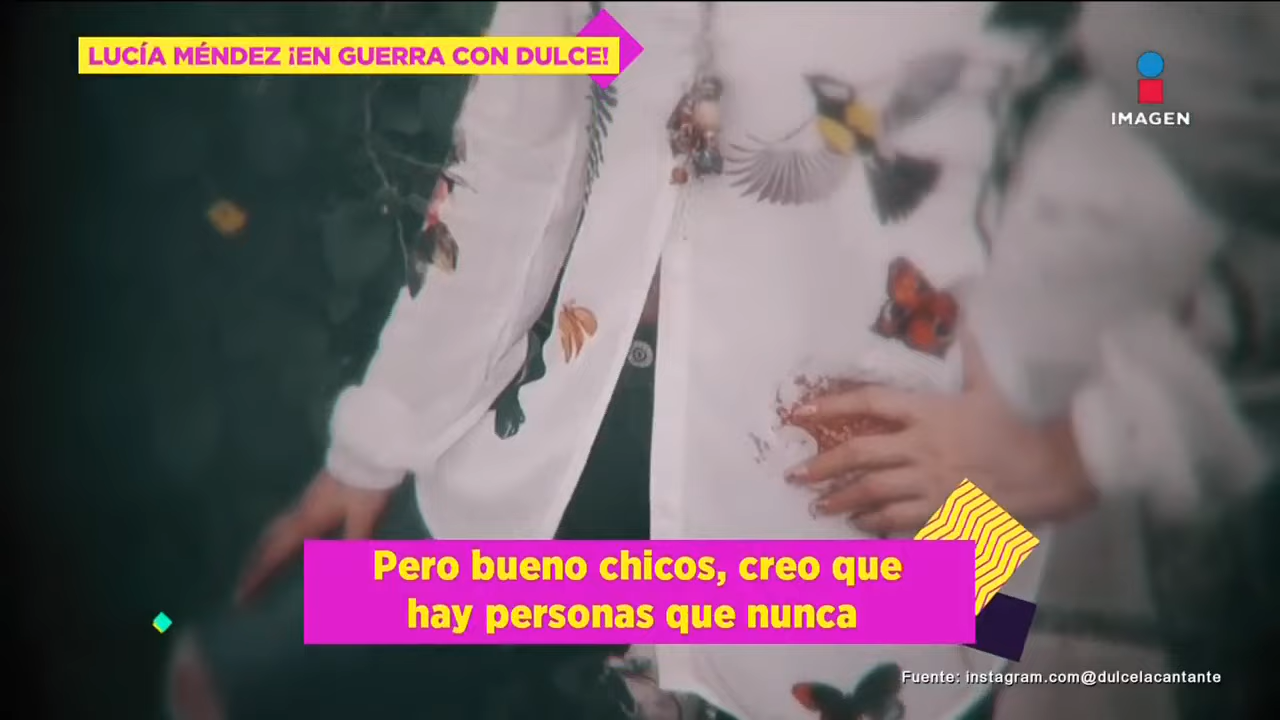 LUCÍA MÉNDEZ ¡EN GUERRA CON DULCE!
IMAGEN
Pero bueno chicos, creo que
hay personas que nunca
Fuente: instagram.com@dulcelacantante